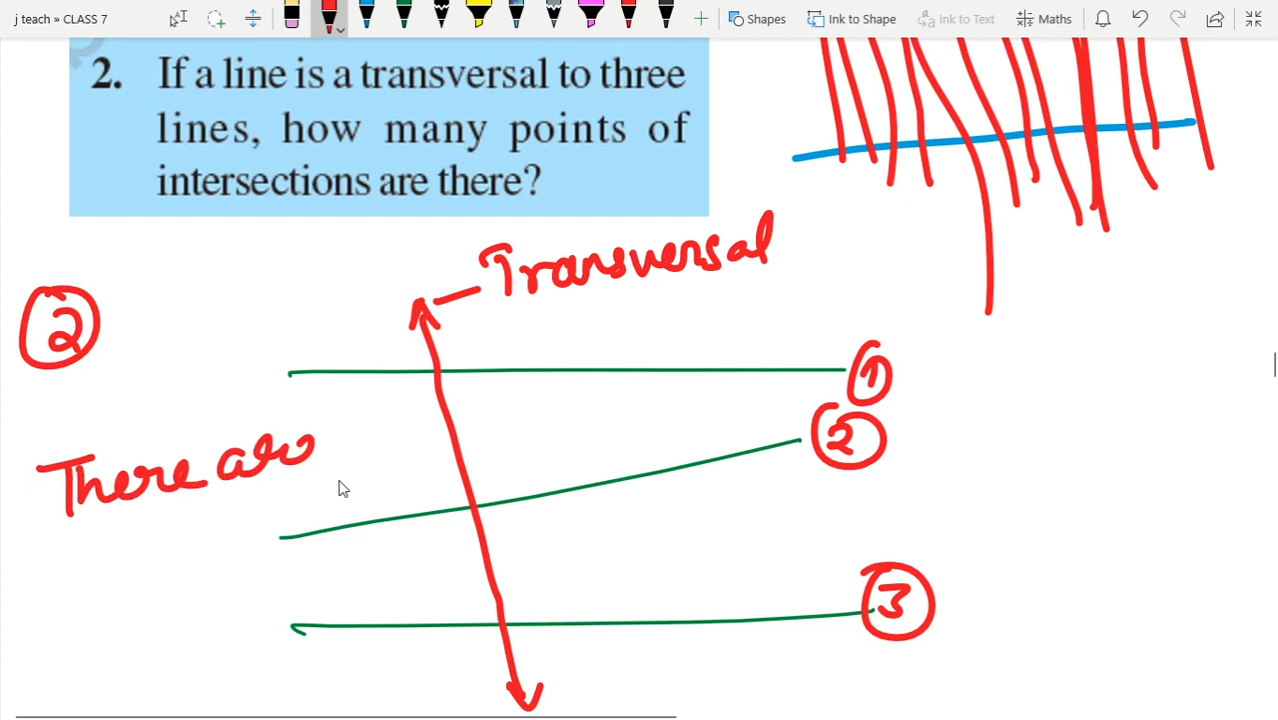 j teach » CLASS 7
Shapes
Ink to Shape
Ink to Text
Maths
2. If a line is a transversal to three
lines, how many points of
intersections are there?
Transversal
2
1
2
There are
3